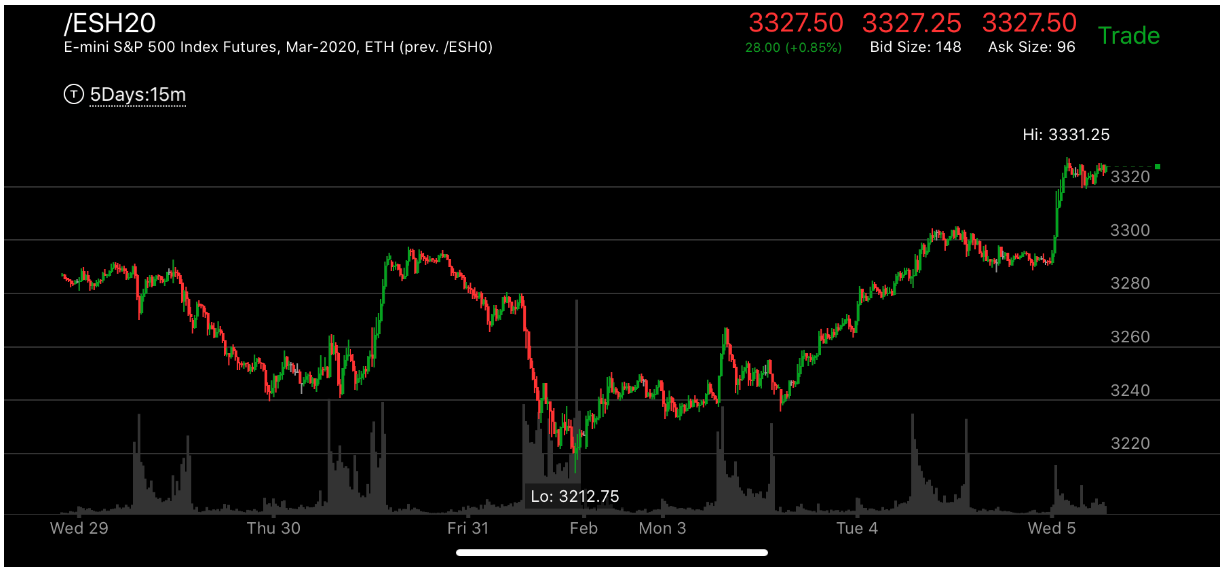 /ESH20
3327.50 3327.25 3327.50 Trade
E-mini S&P 500 Index Futures, Mar-2020, ETH (prev. /ESH0)
28.00 (+0.85%) Bid Size: 148 Ask Size: 96
T 5Days:15m
Hi: 3331.25
3320
3300
3280
3260
3240
3220
Lo: 3212.75
Wed 29 Thu 30 Fri 31 Feb Mon 3 Tue 4 Wed 5